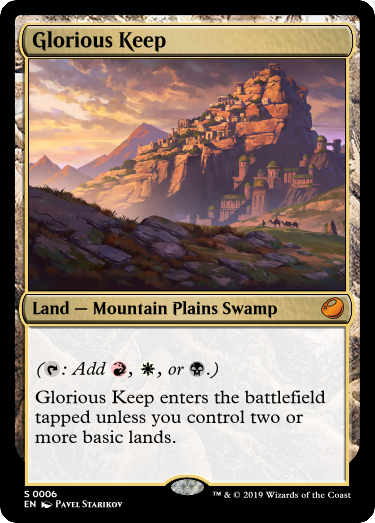 Glorious Keep
Land — Mountain Plains Swamp
(: Add , , or .)
Glorious Keep enters the battlefield
tapped unless you control two or
more basic lands.
S 0006
EN Pavel Starikov
™ & © 2019 Wizards of the Coast